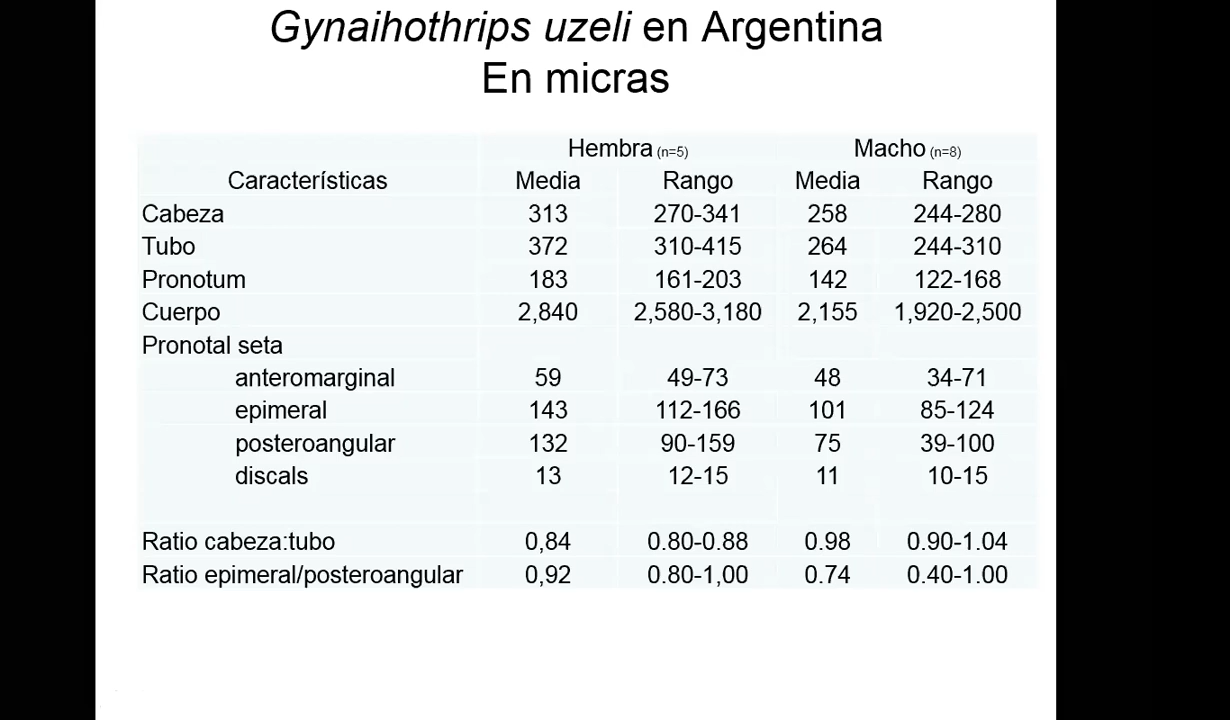 Gynaihothrips uzeli en Argentina
En micras
Hembra (n=5) Macho (n=8)
Características Media Rango Media Rango
Cabeza 313 270-341 258 244-280
Tubo 372 310-415 264 244-310
Pronotum 183 161-203 142 122-168
Cuerpo 2,840 2,580-3,180 2,155 1,920-2,500
Pronotal seta
anteromarginal 59 49-73 48 34-71
epimeral 143 112-166 101 85-124
posteroangular 132 90-159 75 39-100
discals 13 12-15 11 10-15
Ratio cabeza:tubo 0,84 0.80-0.88 0.98 0.90-1.04
Ratio epimeral/posteroangular 0,92 0.80-1,00 0.74 0.40-1.00